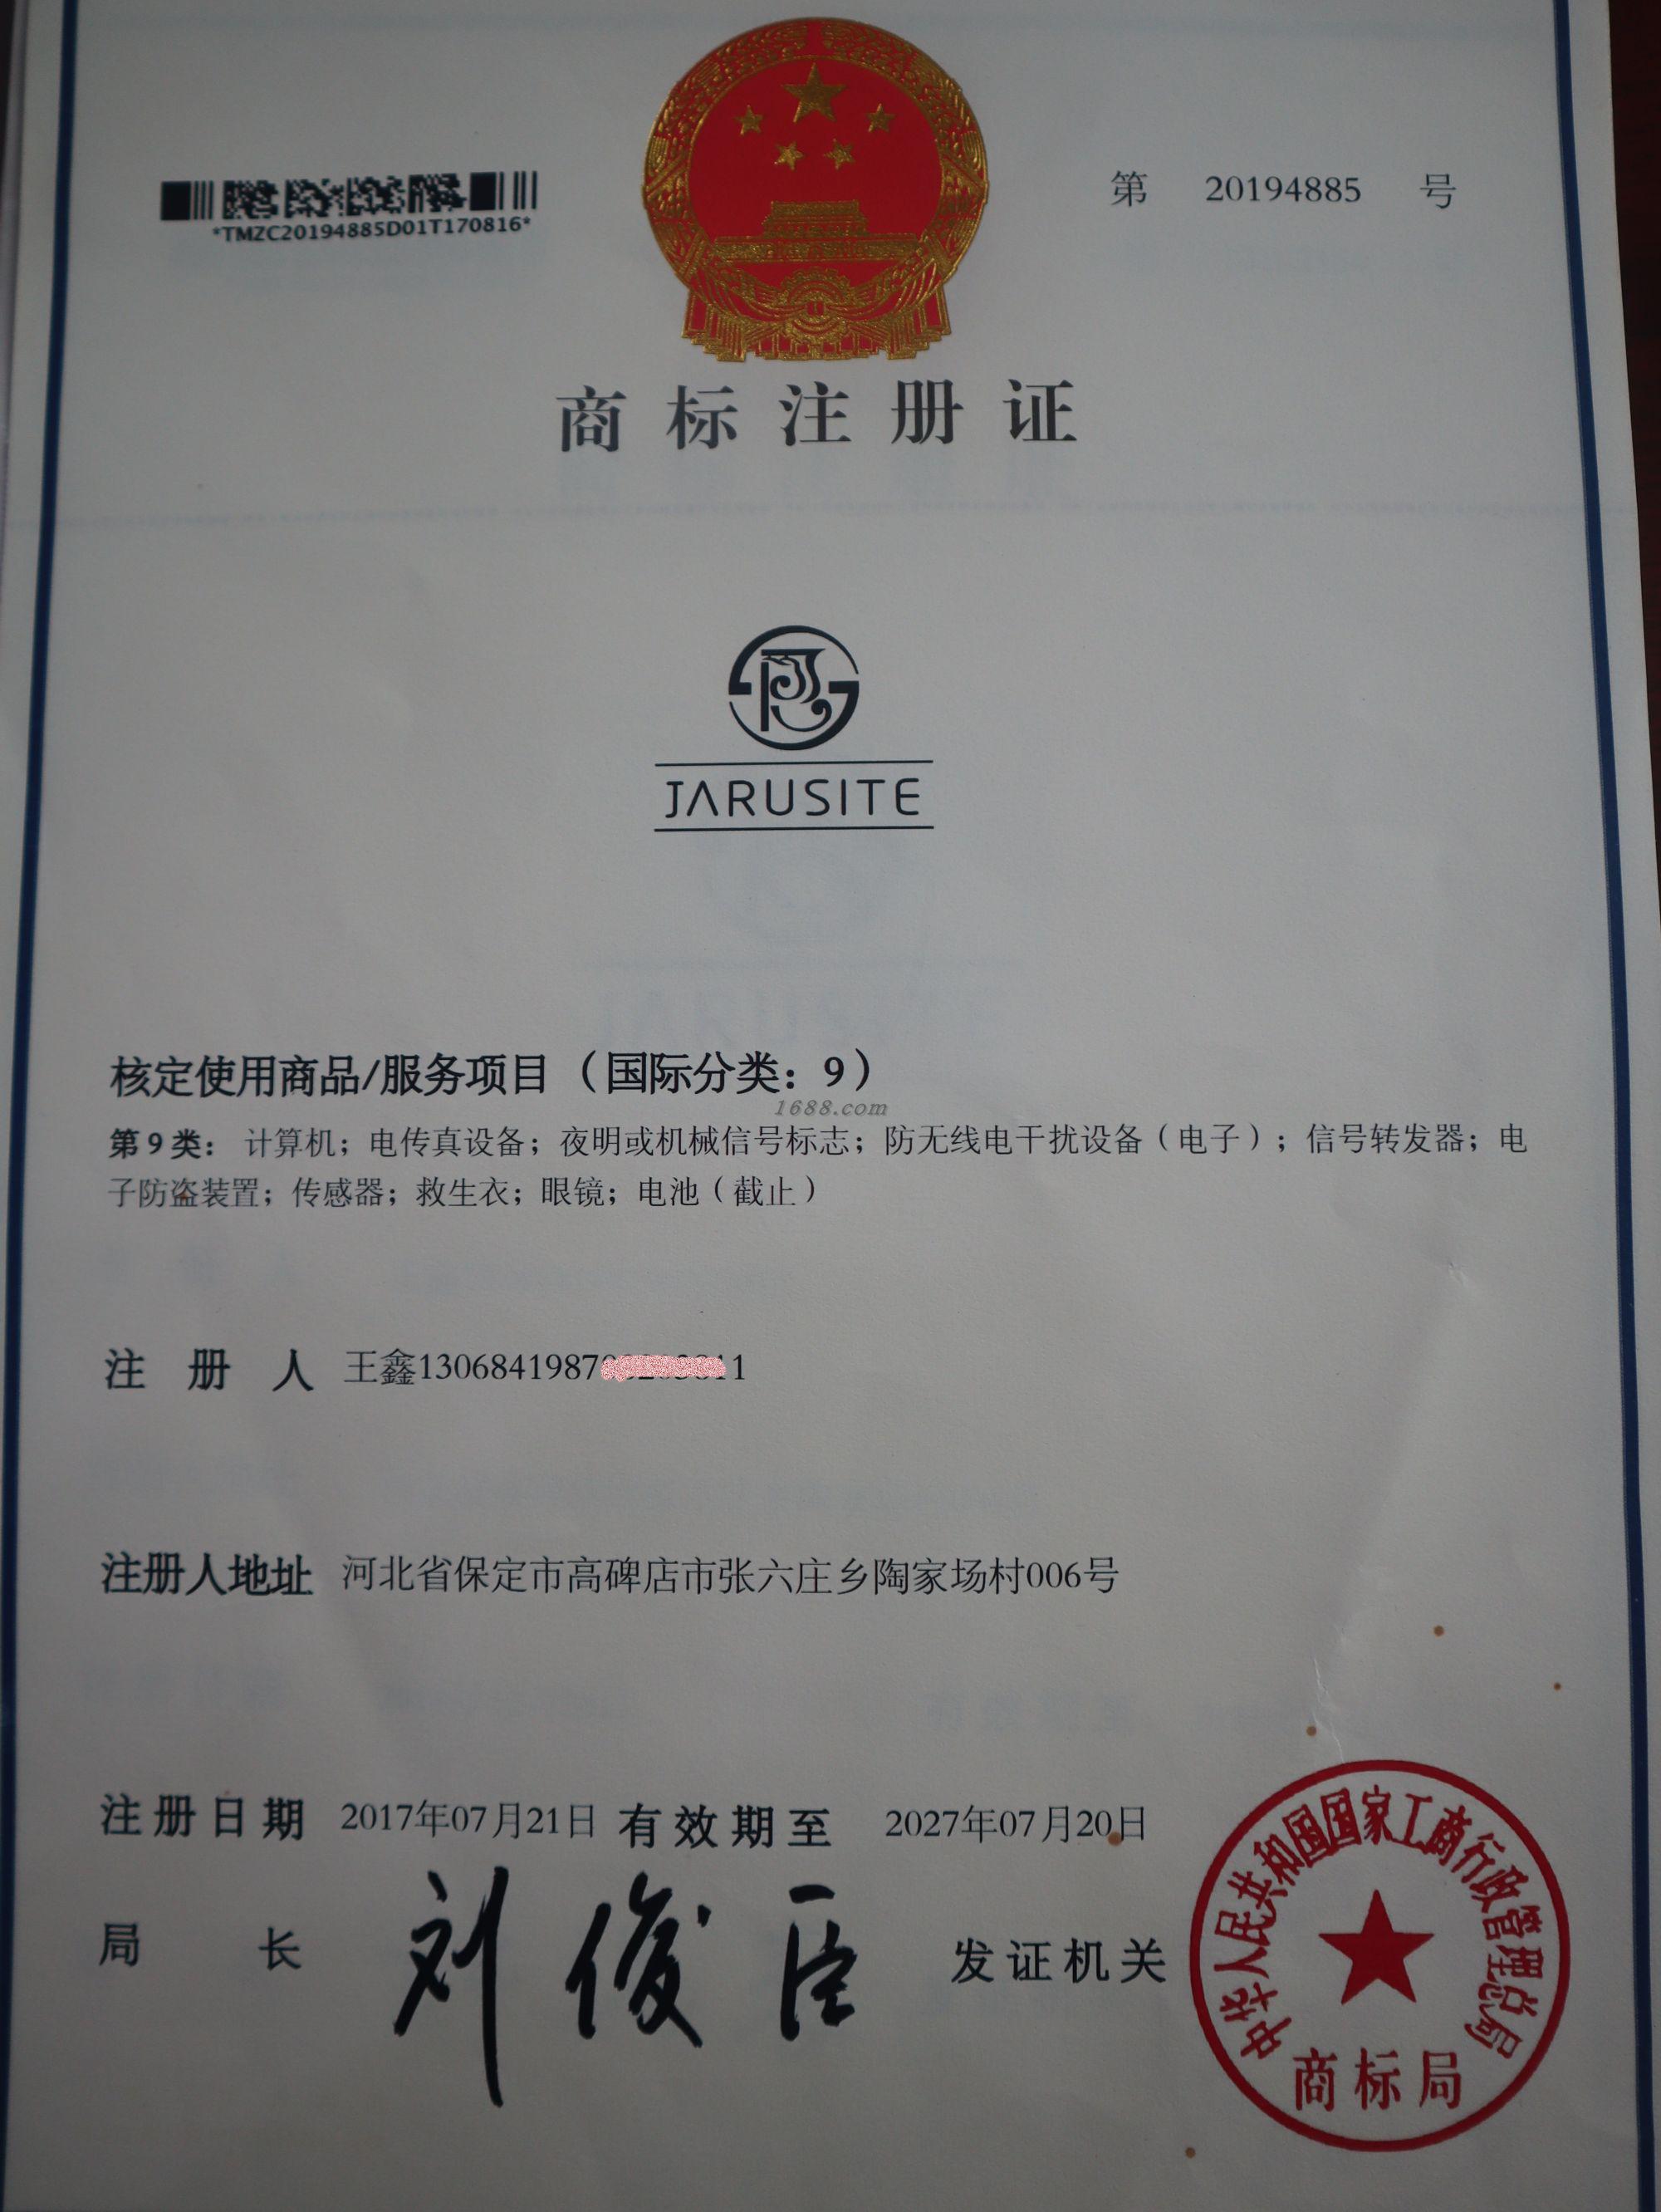 *TMZC20194885D01T170816*
第 20194885 号
商标注册证
JARUSITE
核定使用商品/服务项目（国际分类：9）
1688.com
第9类：计算机；电传真设备；夜明或机械信号标志；防无线电干扰设备（电子）；信号转发器；电
子防盗装置；传感器；救生衣；眼镜；电池（截止）
注册人 王鑫130684198711
注册人地址 河北省保定市高碑店市张六庄乡陶家场村006号
注册日期 2017年07月21日 有效期至 2027年07月20日
局长 刘俊臣 发证机关
中华人民共和国国家工商行政管理总局
商标局